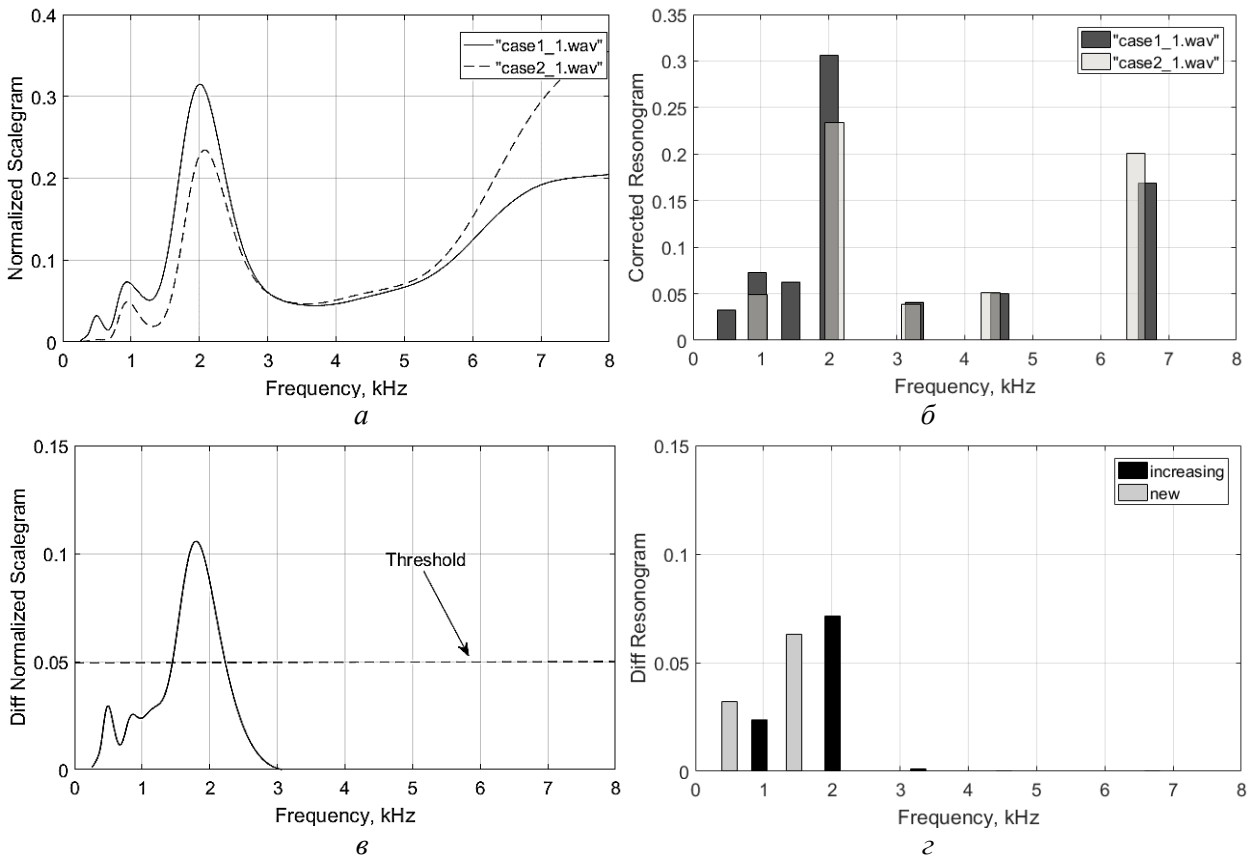 0.4
0.3
0.2
0.1
0
Normalized Scalegram
"case1_1.wav"
"case2_1.wav"
0 1 2 3 4 5 6 7 8
Frequency, kHz
а
0.35
0.3
0.25
0.2
0.15
0.1
0.05
0
Corrected Resonogram
"case1_1.wav"
"case2_1.wav"
0 1 2 3 4 5 6 7 8
Frequency, kHz
б
0.15
0.1
0.05
0
Diff Normalized Scalegram
Threshold
0 1 2 3 4 5 6 7 8
Frequency, kHz
в
0.15
0.1
0.05
0
Diff Resonogram
increasing
new
0 1 2 3 4 5 6 7 8
Frequency, kHz
г